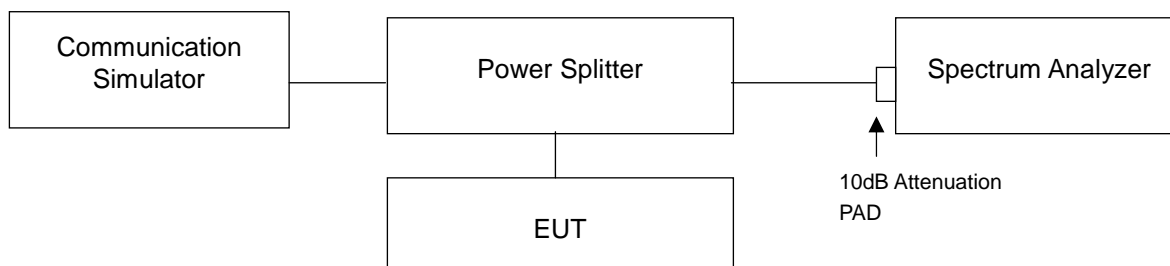 Communication
Simulator
Power Splitter
Spectrum Analyzer
10dB Attenuation
PAD
EUT